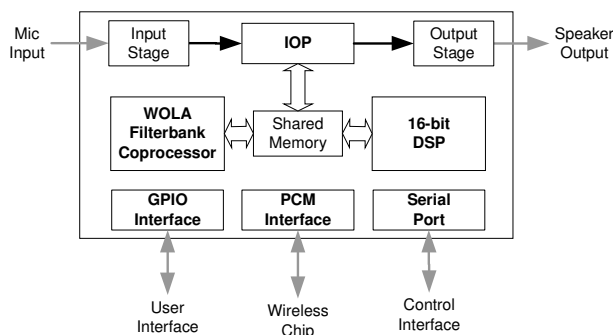 Mic
Input
Input
Stage
IOP
Output
Stage
Speaker
Output
WOLA
Filterbank
Coprocessor
Shared
Memory
16-bit
DSP
GPIO
Interface
PCM
Interface
Serial
Port
User
Interface
Wireless
Chip
Control
Interface